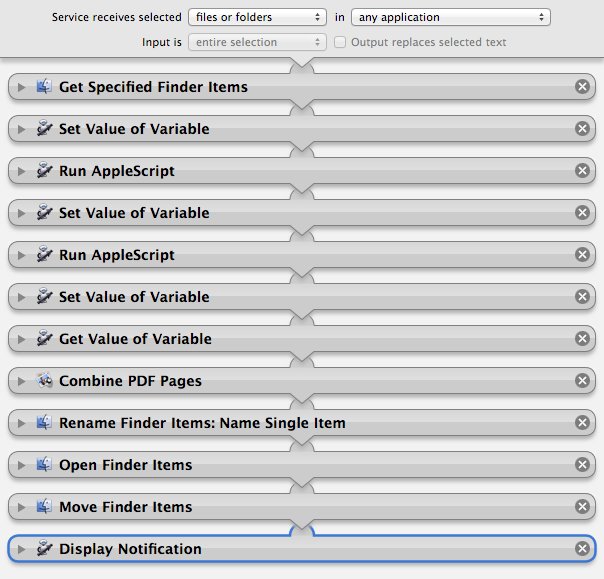 Service receives selected files or folders in any application
Input is entire selection Output replaces selected text
Get Specified Finder Items
Set Value of Variable
Run AppleScript
Set Value of Variable
Run AppleScript
Set Value of Variable
Get Value of Variable
Combine PDF Pages
Rename Finder Items: Name Single Item
Open Finder Items
Move Finder Items
Display Notification